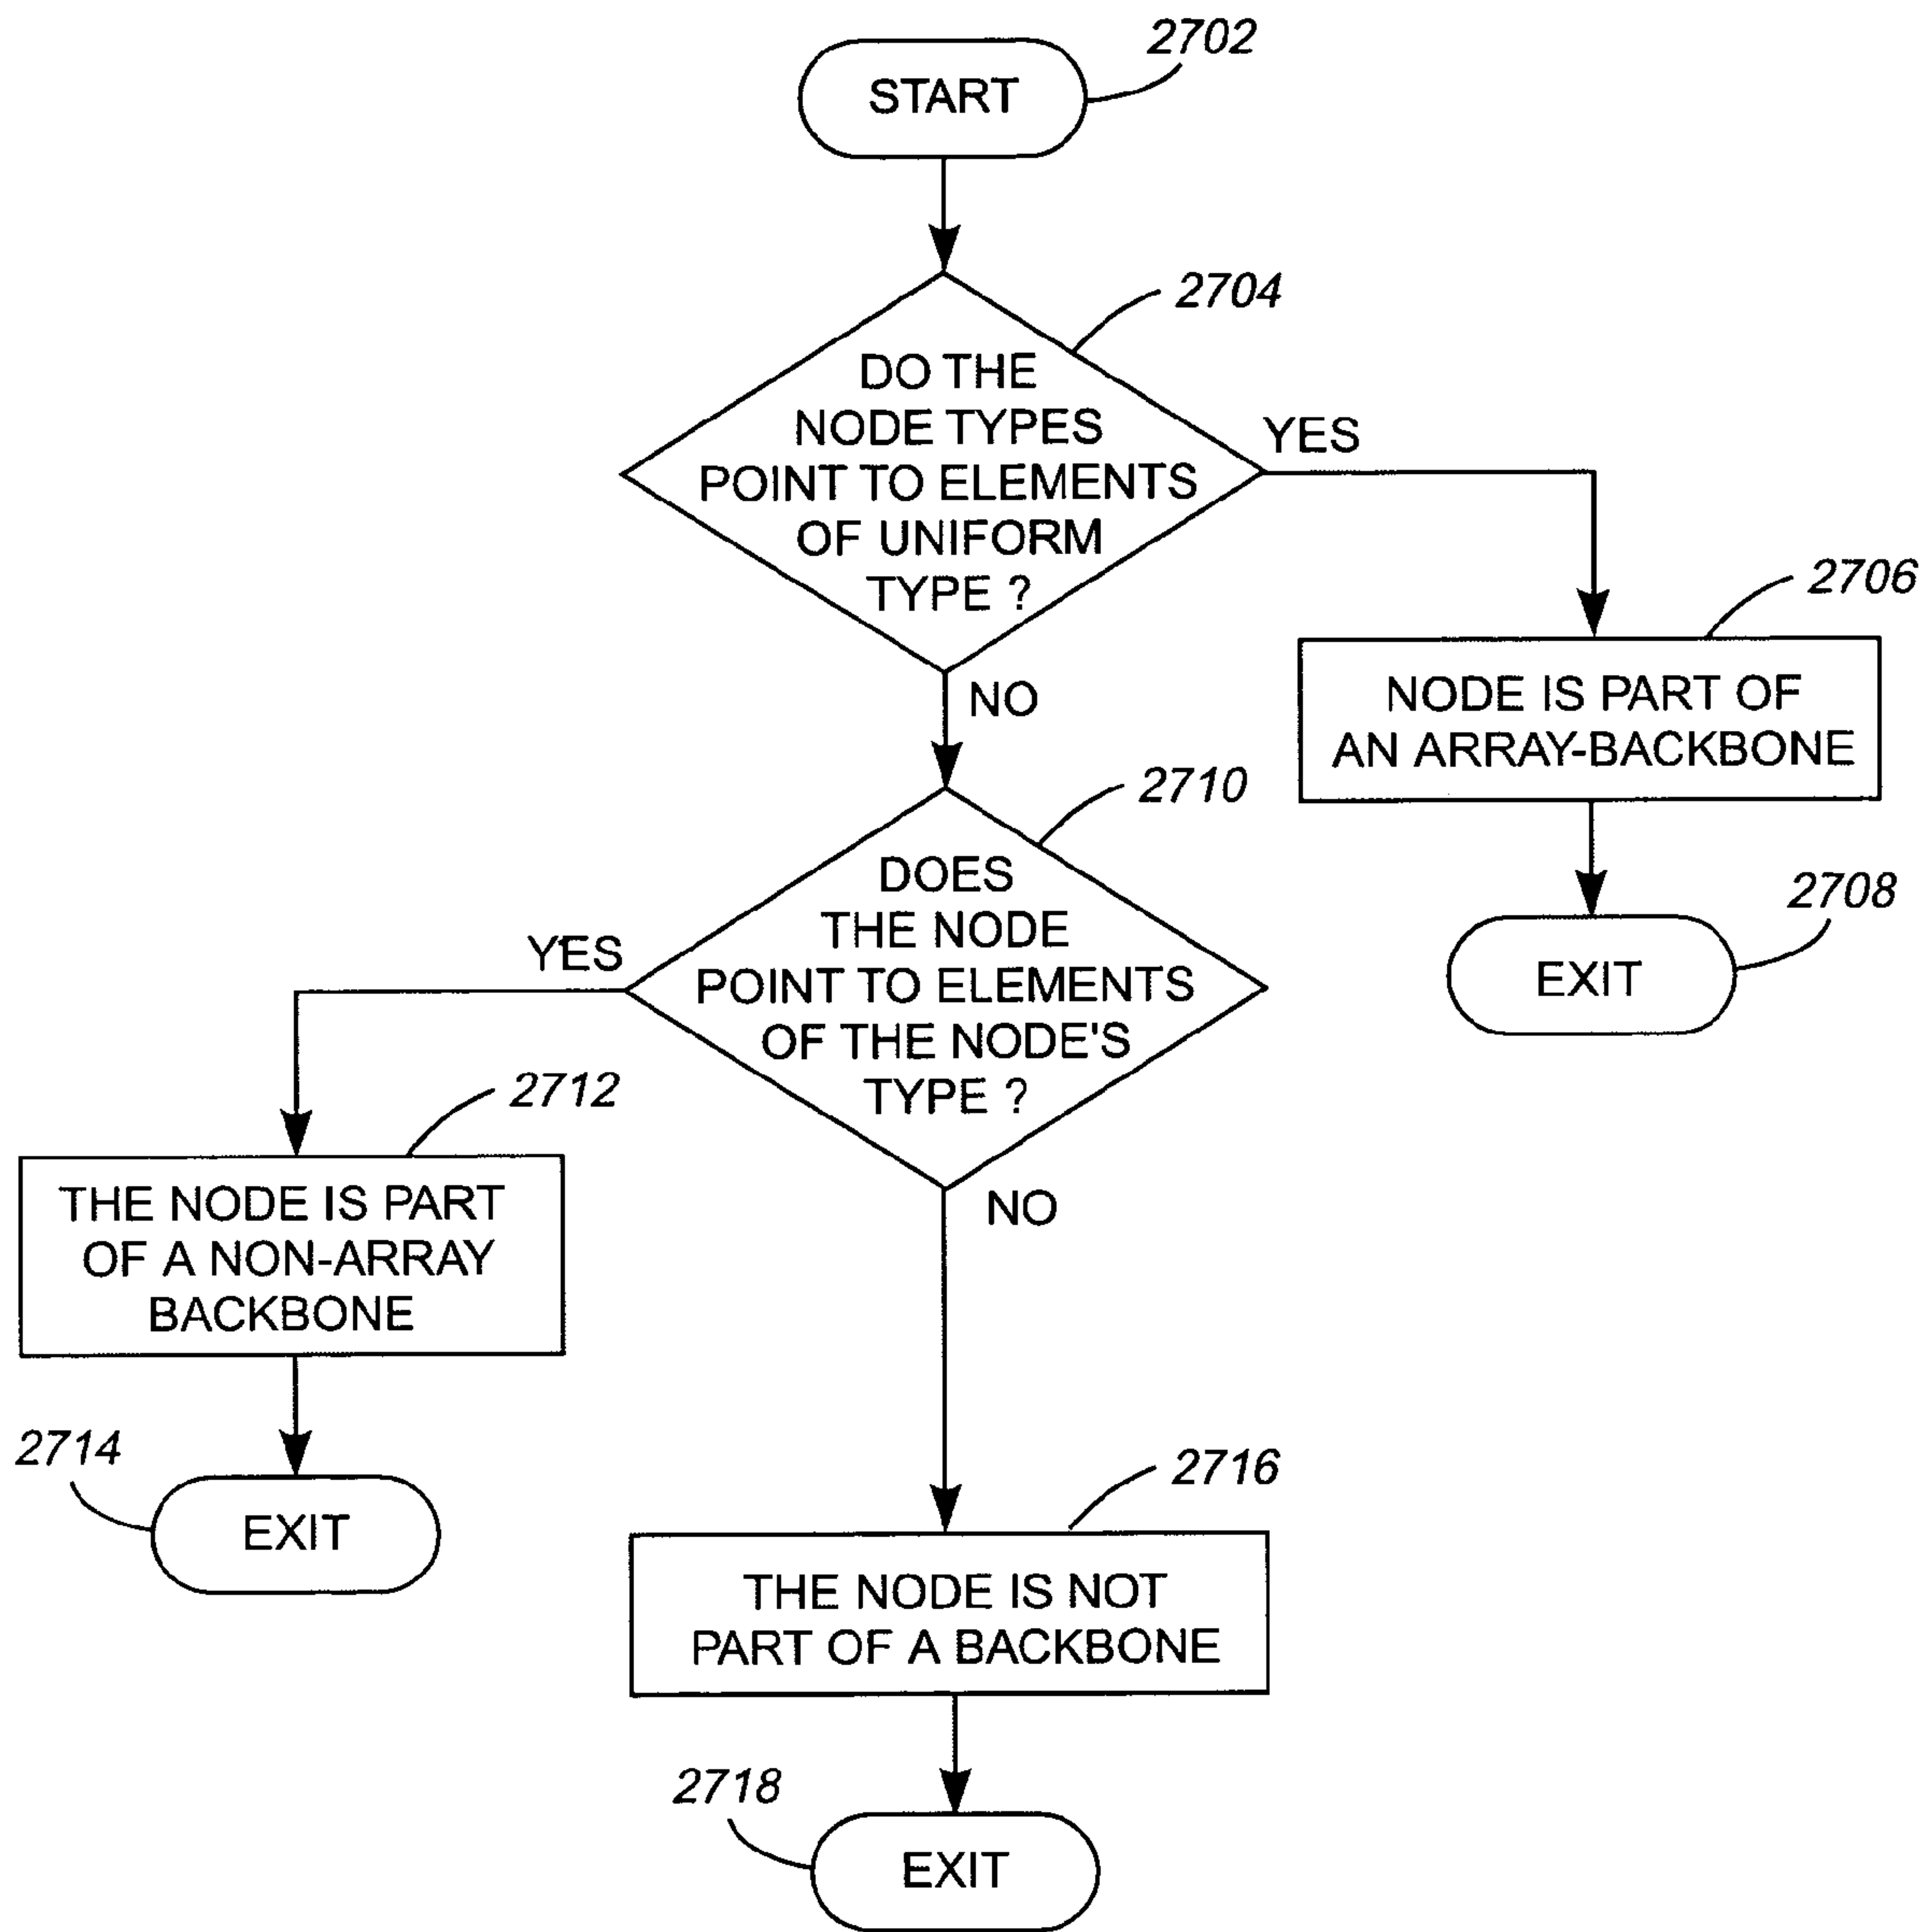 2702
START
2704
DO THE
NODE TYPES
POINT TO ELEMENTS
OF UNIFORM
TYPE ?
YES
2706
NODE IS PART OF
AN ARRAY-BACKBONE
NO
2708
EXIT
2710
DOES
THE NODE
POINT TO ELEMENTS
OF THE NODE'S
TYPE ?
YES
2712
THE NODE IS PART
OF A NON-ARRAY
BACKBONE
NO
2714
EXIT
2716
THE NODE IS NOT
PART OF A BACKBONE
2718
EXIT